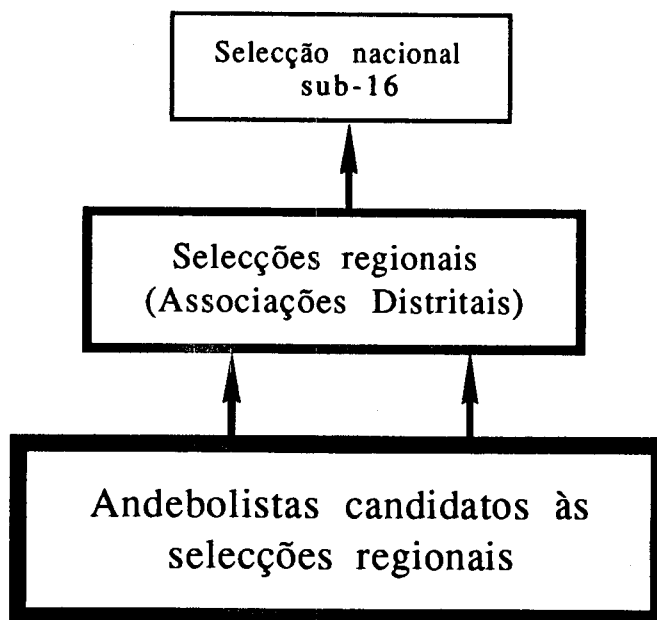 Selecção nacional
sub-16
Selecções regionais
(Associações Distritais)
Andebolistas candidatos às
selecções regionais